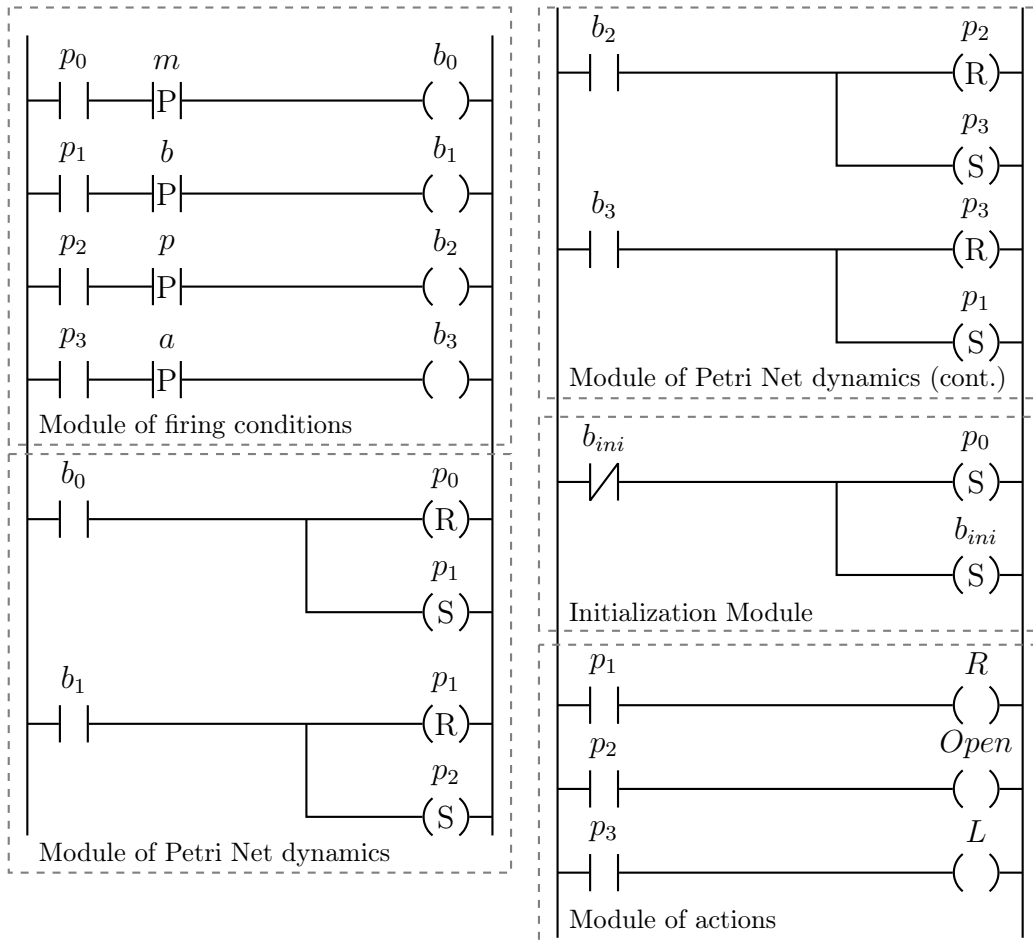 p0 m b0
P
p1 b b1
P
p2 p b2
P
p3 a b3
P
Module of firing conditions
b0 p0
R
p1
S
b1 p1
R
p2
S
Module of Petri Net dynamics
b2 p2
R
p3
S
b3 p3
R
p1
S
Module of Petri Net dynamics (cont.)
bini p0
S
bini
S
Initialization Module
p1 R
p2 Open
p3 L
Module of actions